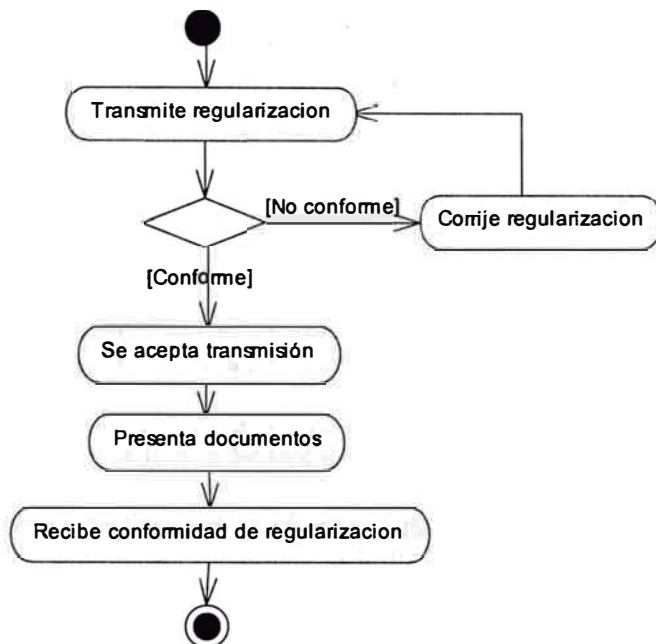 Transmite regularizacion
[No conforme]
Corrije regularizacion
[Conforme]
Se acepta transmisión
Presenta documentos
Recibe conformidad de regularizacion